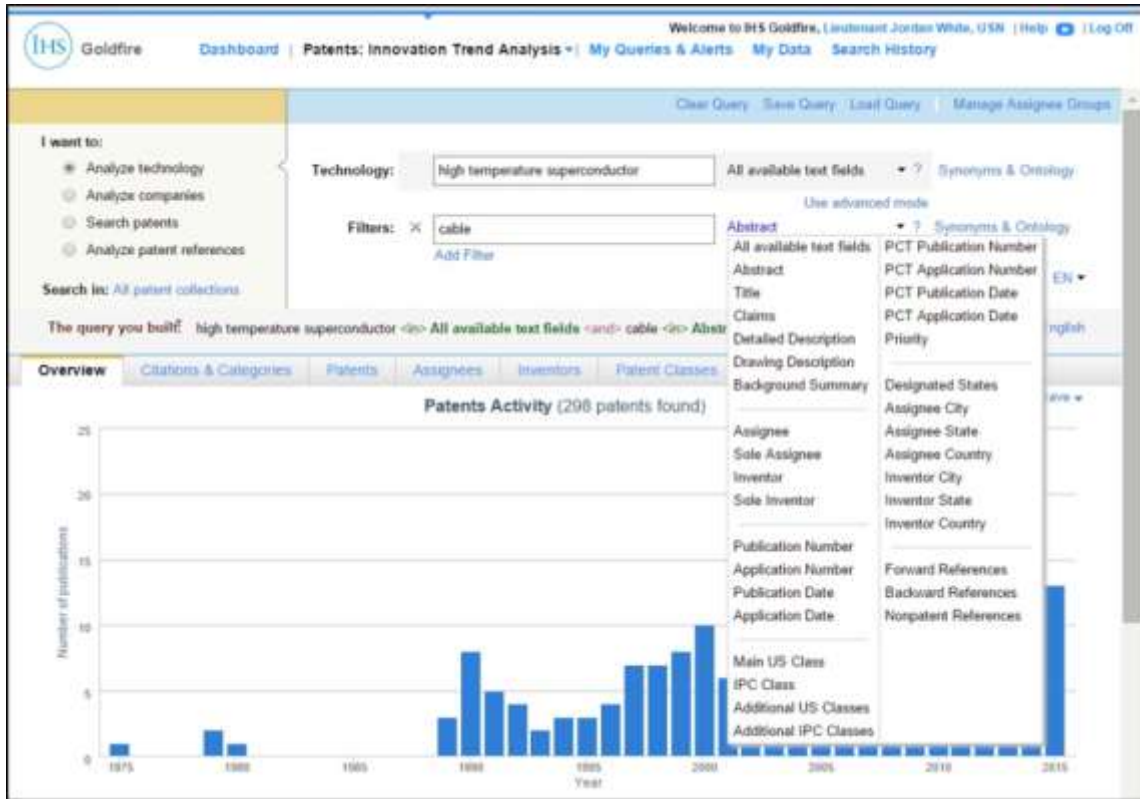 Welcome to IHS Goldfire, Lieutenant Jordan White, USN | Help | Log Off
IHS Goldfire
Dashboard | Patents: Innovation Trend Analysis | My Queries & Alerts My Data Search History
Clear Query Save Query Load Query | Manage Assignee Groups
I want to:
Analyze technology
Analyze companies
Search patents
Analyze patent references
Search in: All patent collections
Technology: high temperature superconductor All available text fields ? Synonyms & Ontology
Use advanced mode
Filters: × cable Abstract ? Synonyms & Ontology
Add Filter
EN
All available text fields
Abstract
Title
Claims
Detailed Description
Drawing Description
Background Summary
Assignee
Sole Assignee
Inventor
Sole Inventor
Publication Number
Application Number
Publication Date
Application Date
Main US Class
IPC Class
Additional US Classes
Additional IPC Classes
PCT Publication Number
PCT Application Number
PCT Publication Date
PCT Application Date
Priority
Designated States
Assignee City
Assignee State
Assignee Country
Inventor City
Inventor State
Inventor Country
Forward References
Backward References
Nonpatent References
The query you built: high temperature superconductor <in> All available text fields <and> cable <in> Abstr
nglish
Overview Citations & Categories Patents Assignees Inventors Patent Classes
ave
Patents Activity (298 patents found)
Number of publications
25
20
15
10
5
0
1975 1980 1985 1990 1995 2000 2005 2010 2015
Year